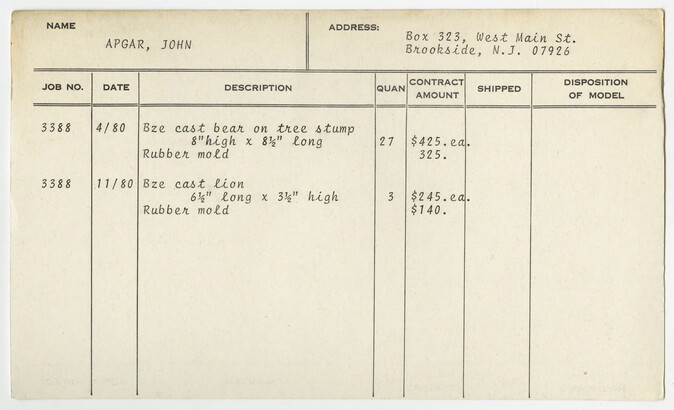 NAME
APGAR, JOHN
ADDRESS:
Box 323, West Main St.
Brookside, N.J. 07926
JOB NO. DATE DESCRIPTION QUAN CONTRACT AMOUNT SHIPPED DISPOSITION OF MODEL
3388 4/80 Bze cast bear on tree stump
8"high x 8½" long 27 $425.ea.
Rubber mold 325.
3388 11/80 Bze cast lion
6½" long x 3½" high 3 $245.ea.
Rubber mold $140.